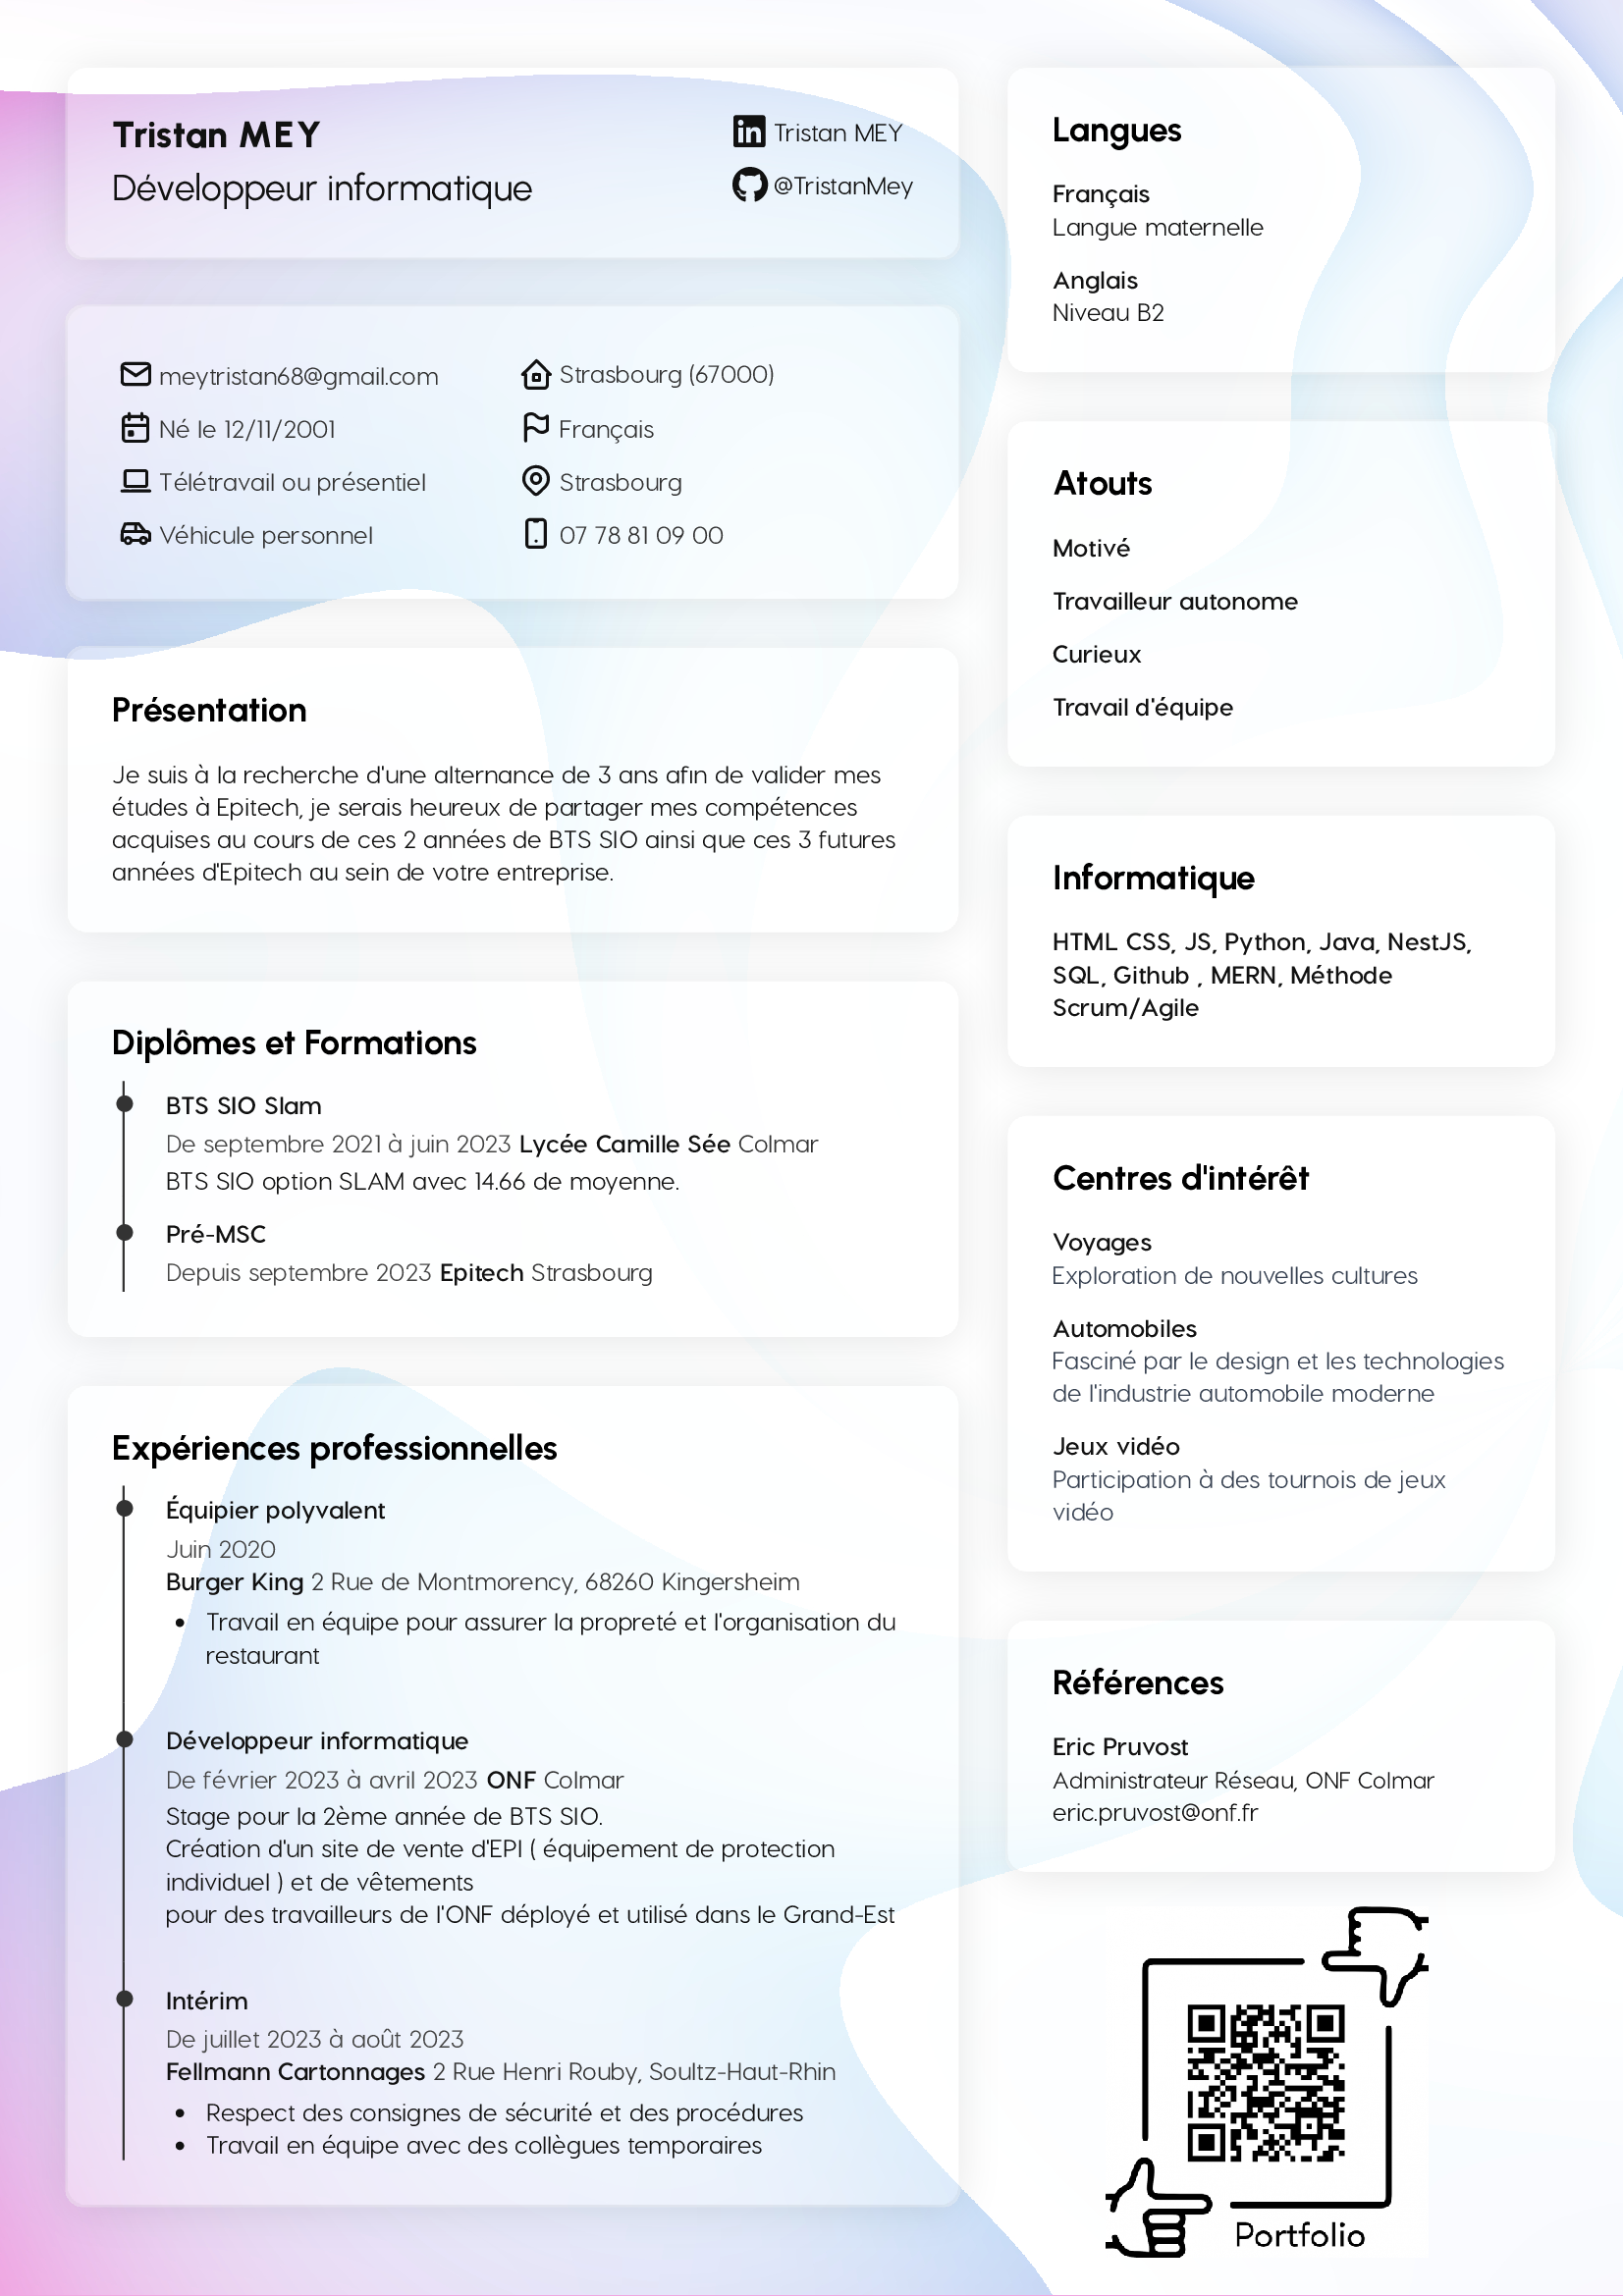 Tristan MEY
Développeur informatique
Tristan MEY
@TristanMey
meytristan68@gmail.com
Né le 12/11/2001
Télétravail ou présentiel
Véhicule personnel
Strasbourg (67000)
Français
Strasbourg
07 78 81 09 00
Présentation
Je suis à la recherche d'une alternance de 3 ans afin de valider mes
études à Epitech, je serais heureux de partager mes compétences
acquises au cours de ces 2 années de BTS SIO ainsi que ces 3 futures
années d'Epitech au sein de votre entreprise.
Diplômes et Formations
BTS SIO Slam
De septembre 2021 à juin 2023 Lycée Camille Sée Colmar
BTS SIO option SLAM avec 14.66 de moyenne.
Pré-MSC
Depuis septembre 2023 Epitech Strasbourg
Expériences professionnelles
Équipier polyvalent
Juin 2020
Burger King 2 Rue de Montmorency, 68260 Kingersheim
• Travail en équipe pour assurer la propreté et l'organisation du
restaurant
Développeur informatique
De février 2023 à avril 2023 ONF Colmar
Stage pour la 2ème année de BTS SIO.
Création d'un site de vente d'EPI ( équipement de protection
individuel ) et de vêtements
pour des travailleurs de l'ONF déployé et utilisé dans le Grand-Est
Intérim
De juillet 2023 à août 2023
Fellmann Cartonnages 2 Rue Henri Rouby, Soultz-Haut-Rhin
• Respect des consignes de sécurité et des procédures
• Travail en équipe avec des collègues temporaires
Langues
Français
Langue maternelle
Anglais
Niveau B2
Atouts
Motivé
Travailleur autonome
Curieux
Travail d'équipe
Informatique
HTML CSS, JS, Python, Java, NestJS,
SQL, Github , MERN, Méthode
Scrum/Agile
Centres d'intérêt
Voyages
Exploration de nouvelles cultures
Automobiles
Fasciné par le design et les technologies
de l'industrie automobile moderne
Jeux vidéo
Participation à des tournois de jeux
vidéo
Références
Eric Pruvost
Administrateur Réseau, ONF Colmar
eric.pruvost@onf.fr
Portfolio